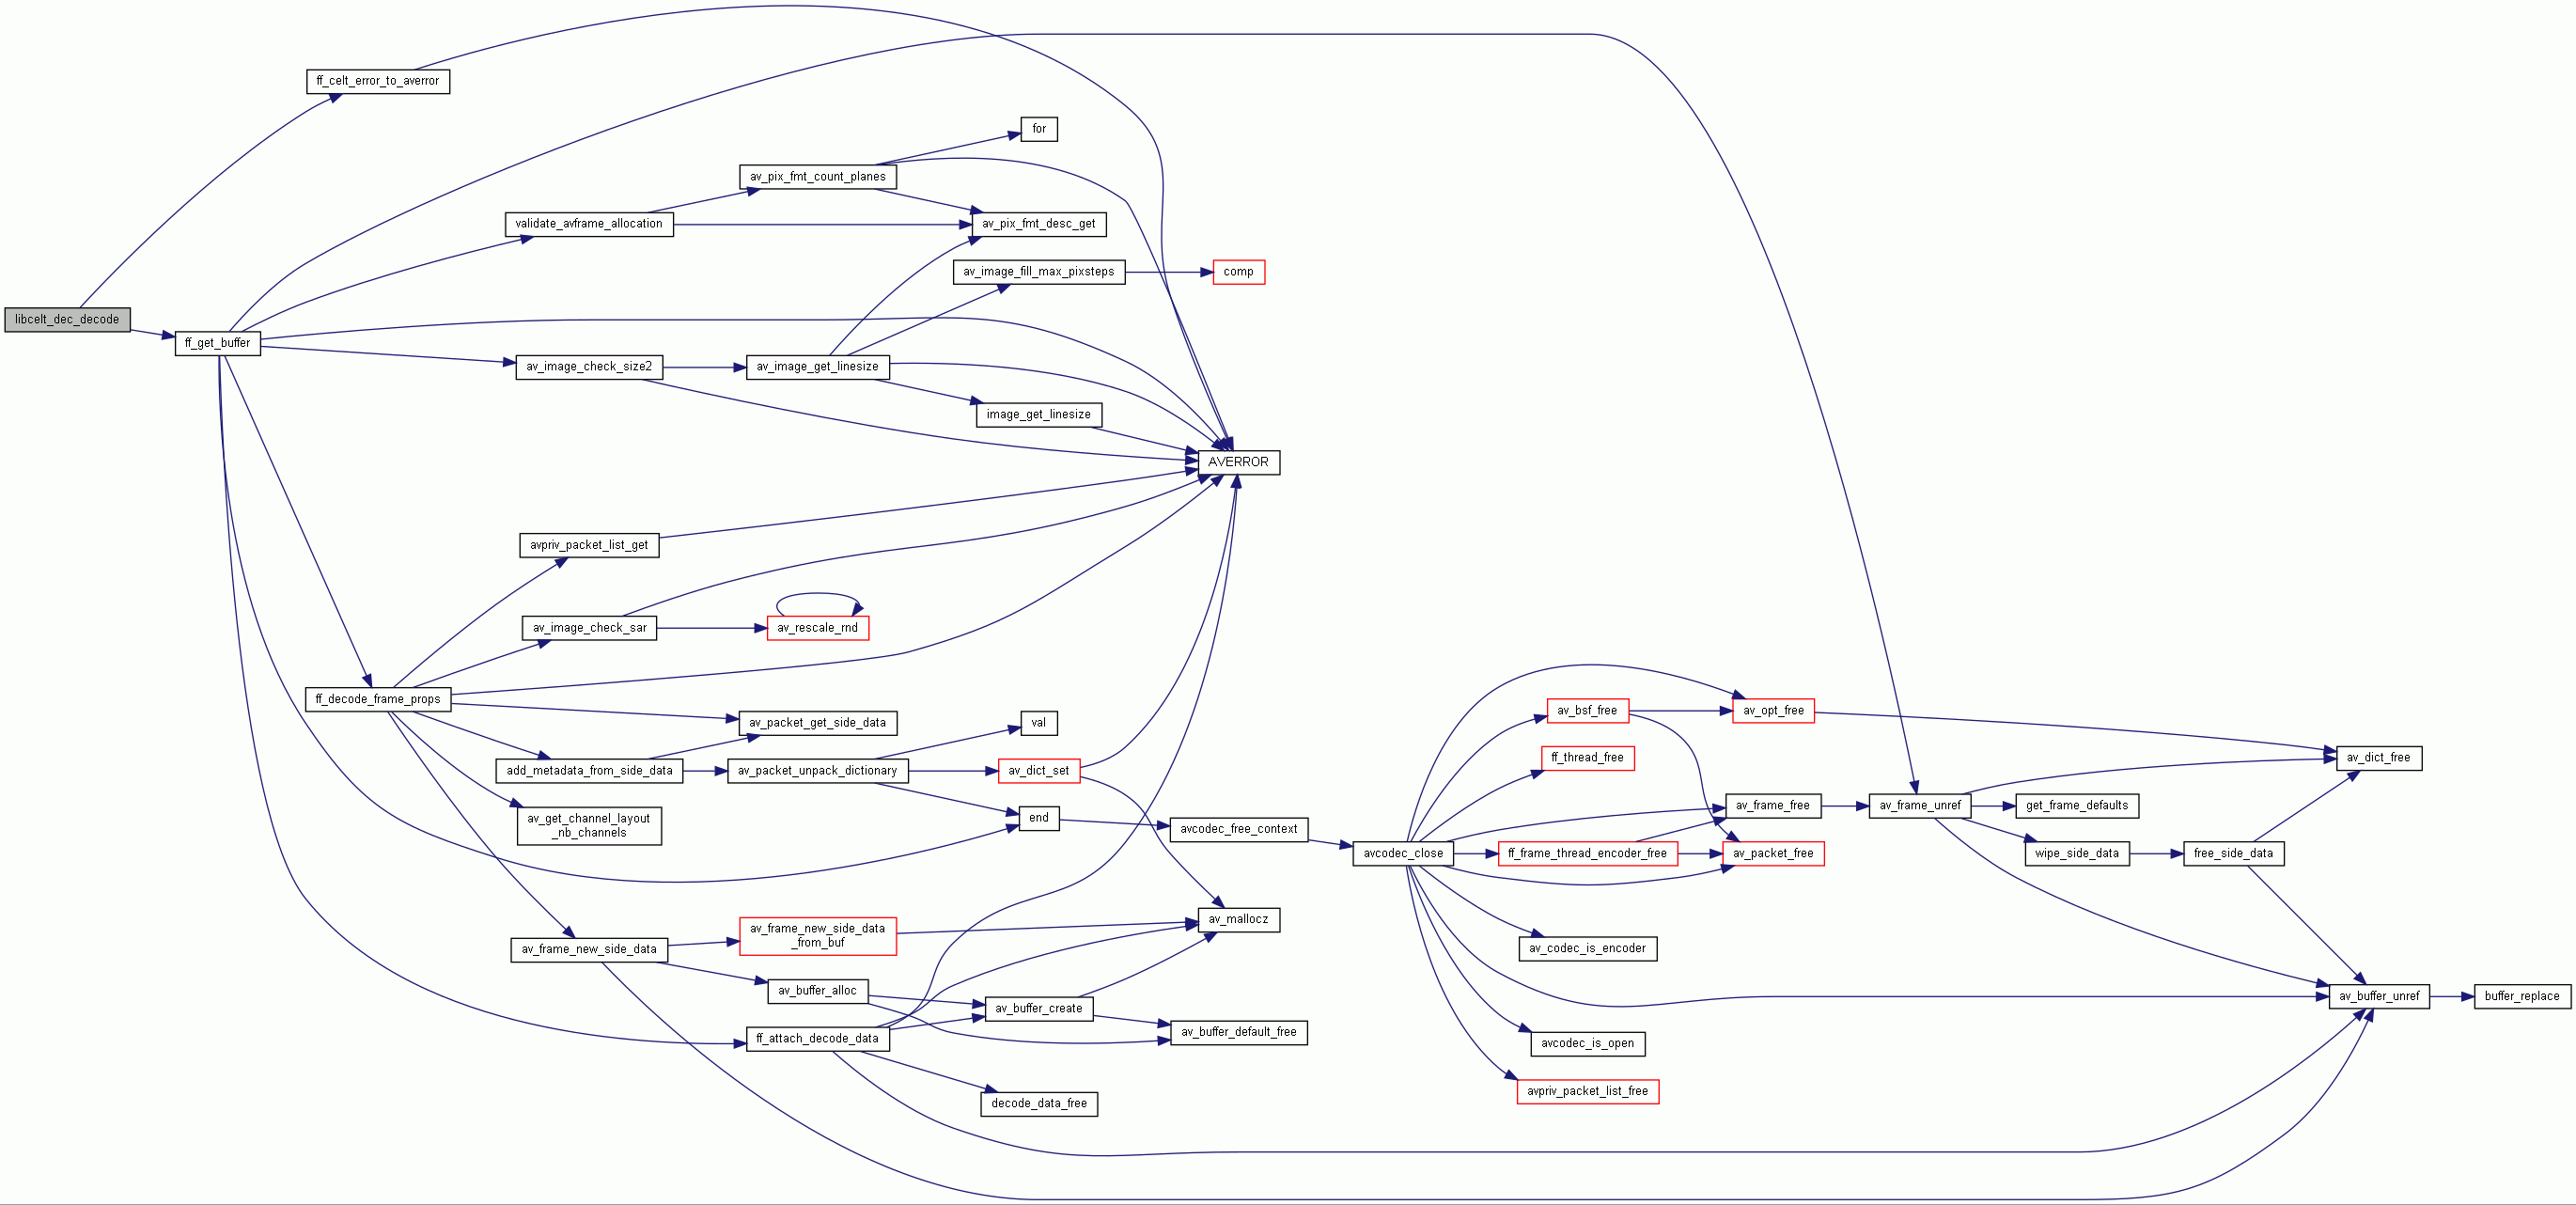 libcelt_dec_decode
ff_celt_error_to_averror
ff_get_buffer
for
av_pix_fmt_count_planes
validate_avframe_allocation
av_pix_fmt_desc_get
av_image_fill_max_pixsteps
comp
av_image_check_size2
av_image_get_linesize
image_get_linesize
AVERROR
avpriv_packet_list_get
av_image_check_sar
av_rescale_rnd
ff_decode_frame_props
av_packet_get_side_data
val
add_metadata_from_side_data
av_packet_unpack_dictionary
av_dict_set
av_get_channel_layout
_nb_channels
end
avcodec_free_context
avcodec_close
av_frame_new_side_data
av_frame_new_side_data
_from_buf
av_mallocz
av_buffer_alloc
av_buffer_create
av_buffer_default_free
ff_attach_decode_data
decode_data_free
av_bsf_free
av_opt_free
ff_thread_free
av_frame_free
ff_frame_thread_encoder_free
av_packet_free
av_codec_is_encoder
avcodec_is_open
avpriv_packet_list_free
av_frame_unref
get_frame_defaults
wipe_side_data
free_side_data
av_dict_free
av_buffer_unref
buffer_replace